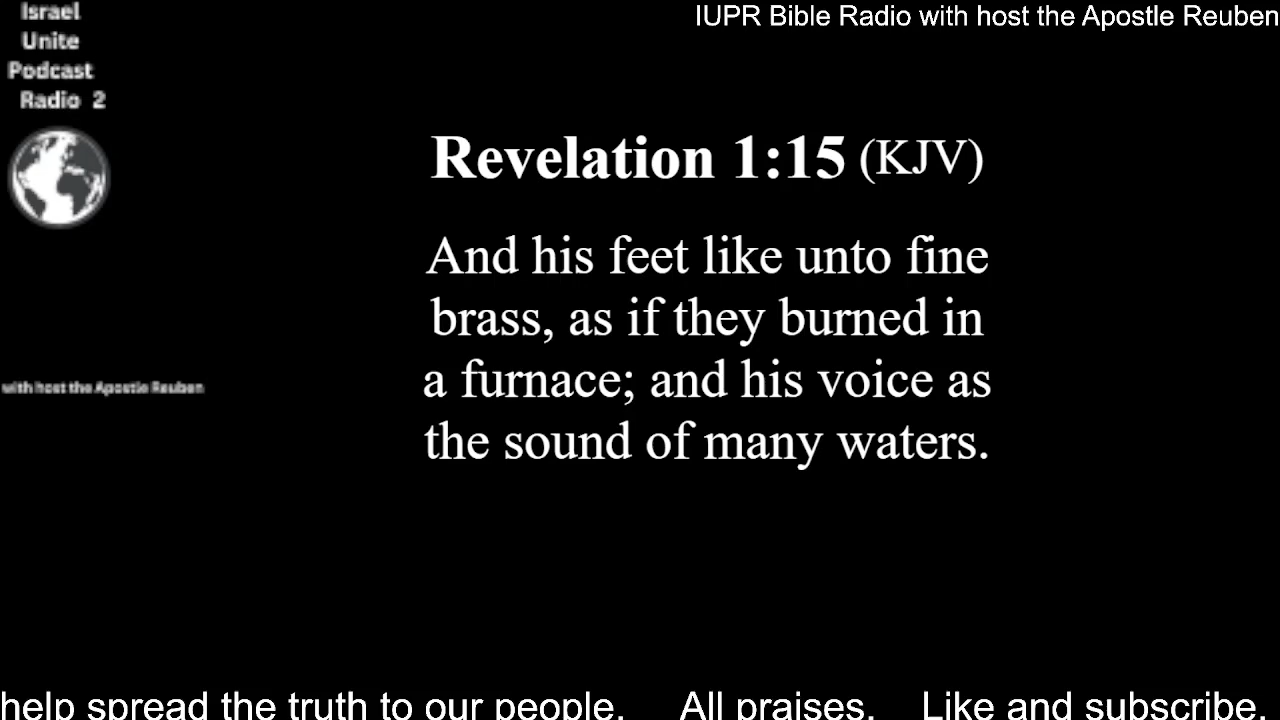 Israel
Unite
Podcast
Radio 2
IUPR Bible Radio with host the Apostle Reuben
Revelation 1:15 (KJV)
And his feet like unto fine
brass, as if they burned in
a furnace; and his voice as
the sound of many waters.
with host the Apostle Reuben
help spread the truth to our people. All praises. Like and subscribe.